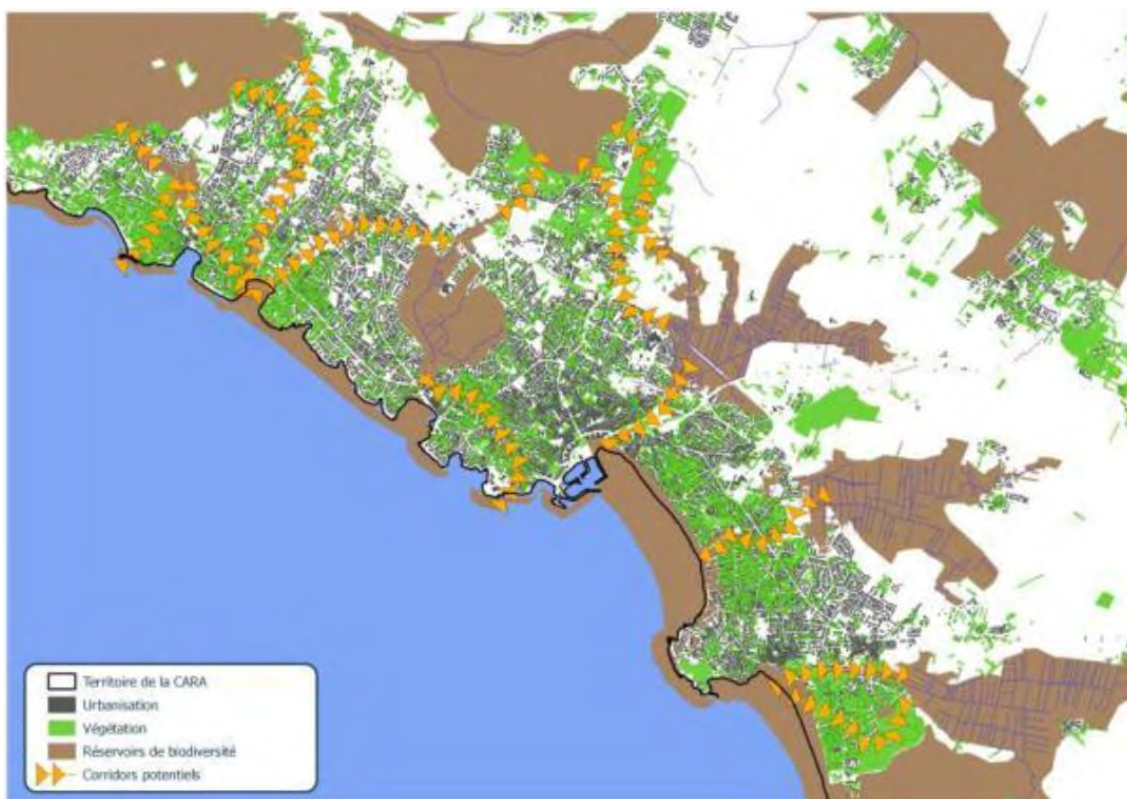 Territoire de la CARA
Urbanisation
Végétation
Réservoirs de biodiversité
Corridors potentiels